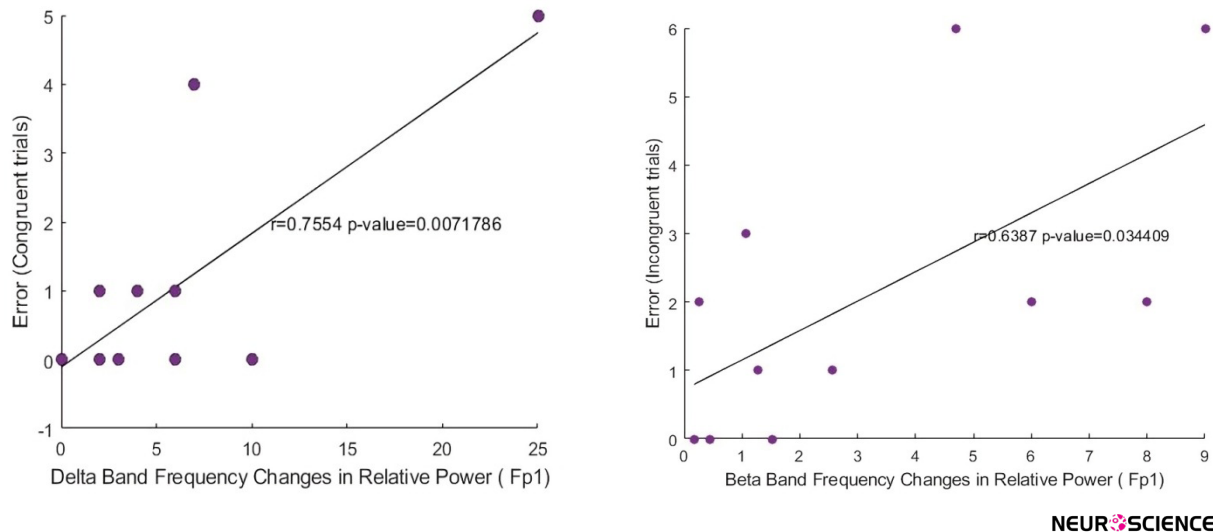 5
4
3
2
1
0
-1
Error (Congruent trials)
r=0.7554 p-value=0.0071786
0 5 10 15 20 25
Delta Band Frequency Changes in Relative Power ( Fp1)
6
5
4
3
2
1
0
Error (Incongruent trials)
r=0.6387 p-value=0.034409
0 1 2 3 4 5 6 7 8 9
Beta Band Frequency Changes in Relative Power ( Fp1)
NEUROSCIENCE